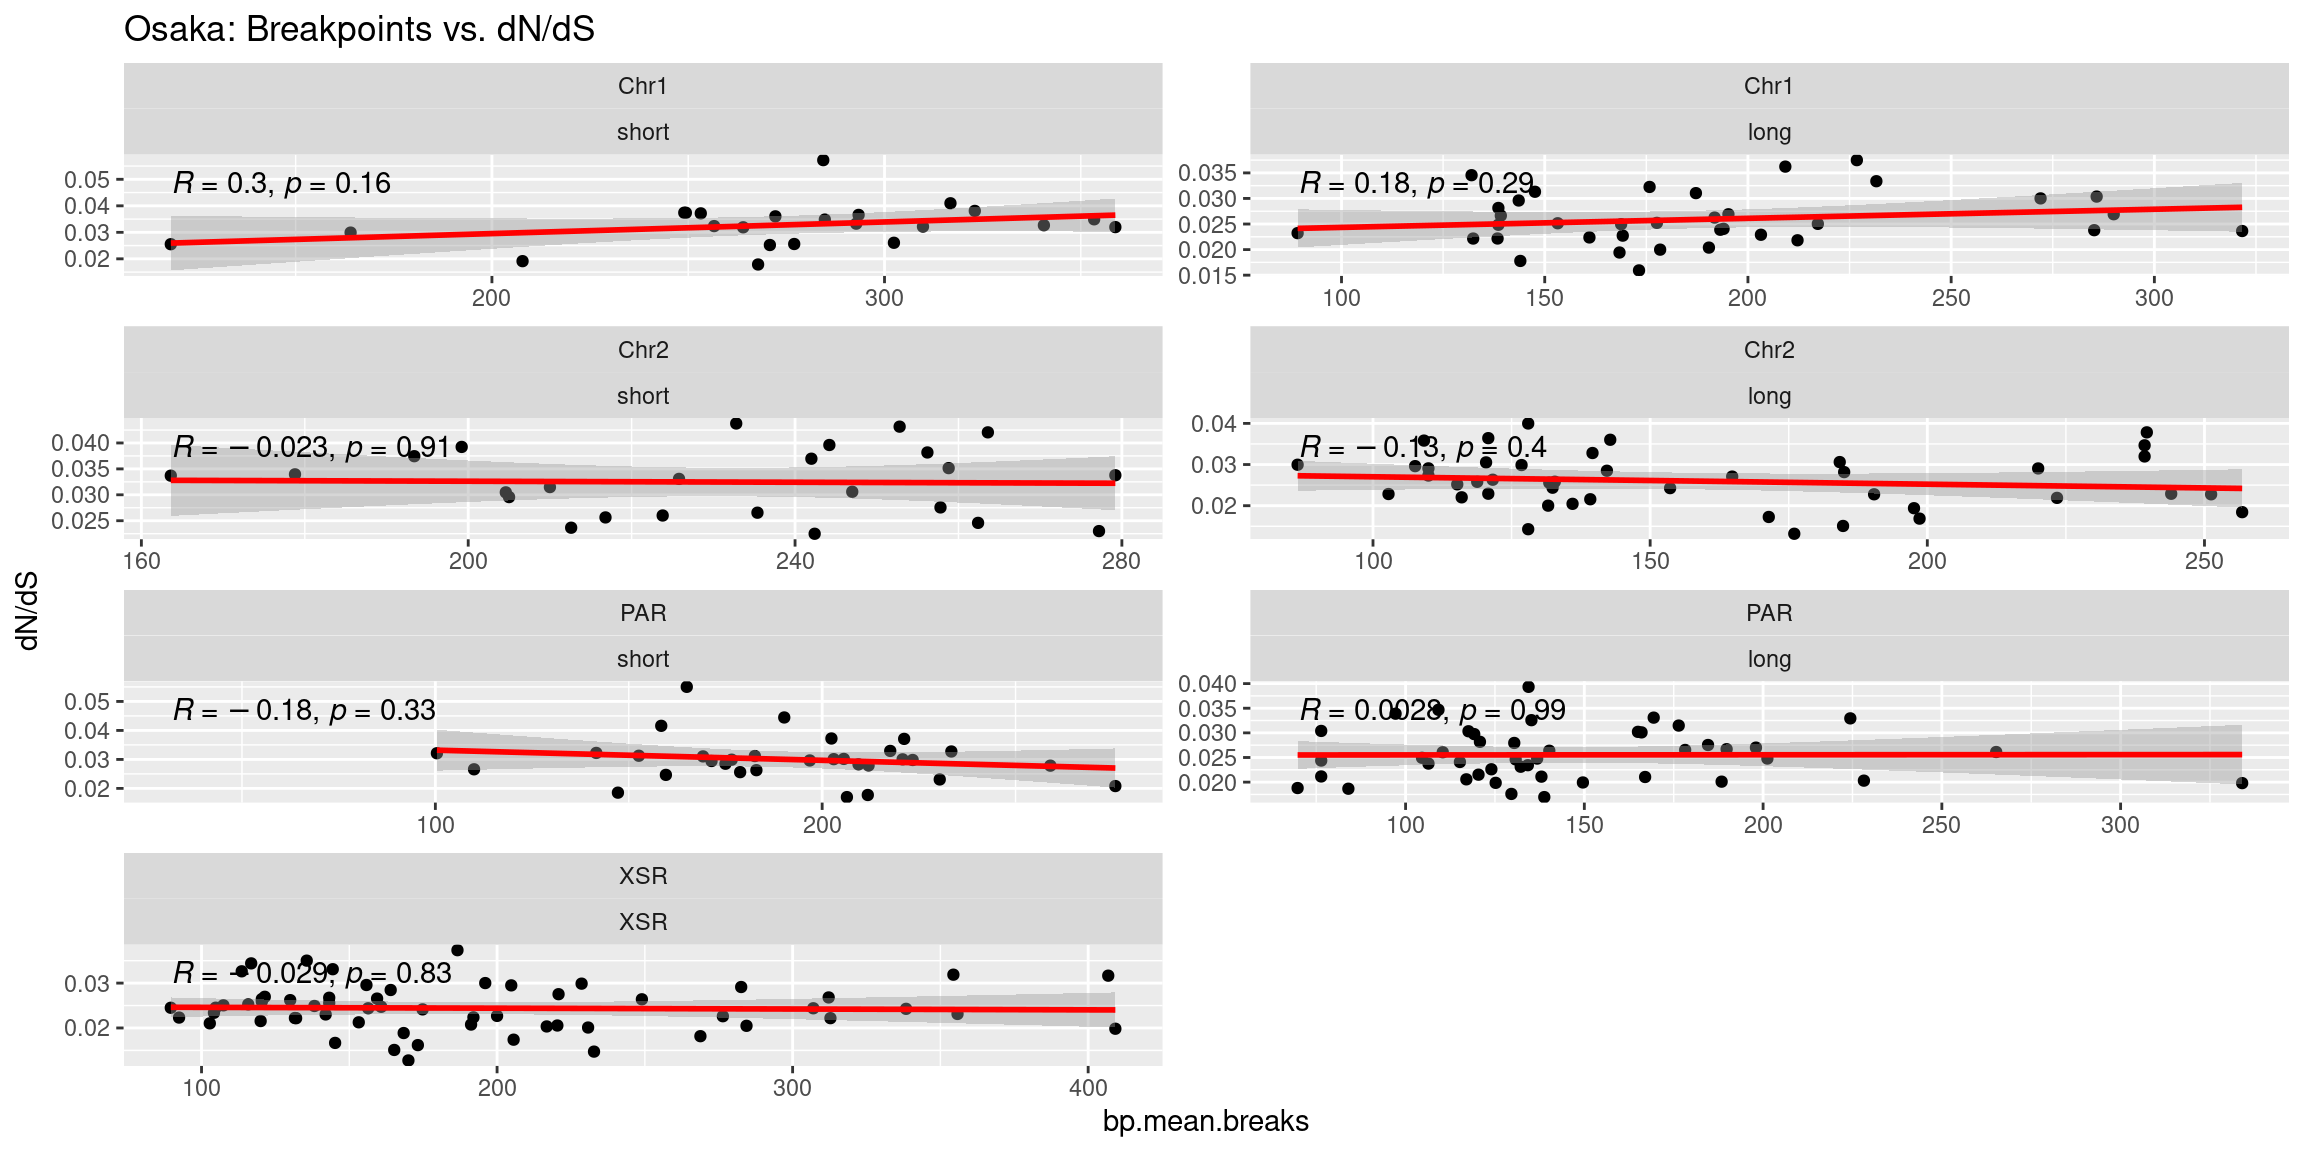 Osaka: Breakpoints vs. dN/dS
Chr1
short
R = 0.3, p = 0.16
0.05
0.04
0.03
0.02
200
300
Chr1
long
R = 0.18, p = 0.29
0.035
0.030
0.025
0.020
0.015
100
150
200
250
300
Chr2
short
R = −0.023, p = 0.91
0.040
0.035
0.030
0.025
160
200
240
280
Chr2
long
R = −0.13, p = 0.4
0.04
0.03
0.02
100
150
200
250
dN/dS
PAR
short
R = −0.18, p = 0.33
0.05
0.04
0.03
0.02
100
200
PAR
long
R = 0.0028, p = 0.99
0.040
0.035
0.030
0.025
0.020
100
150
200
250
300
XSR
XSR
R = −0.029, p = 0.83
0.03
0.02
100
200
300
400
bp.mean.breaks